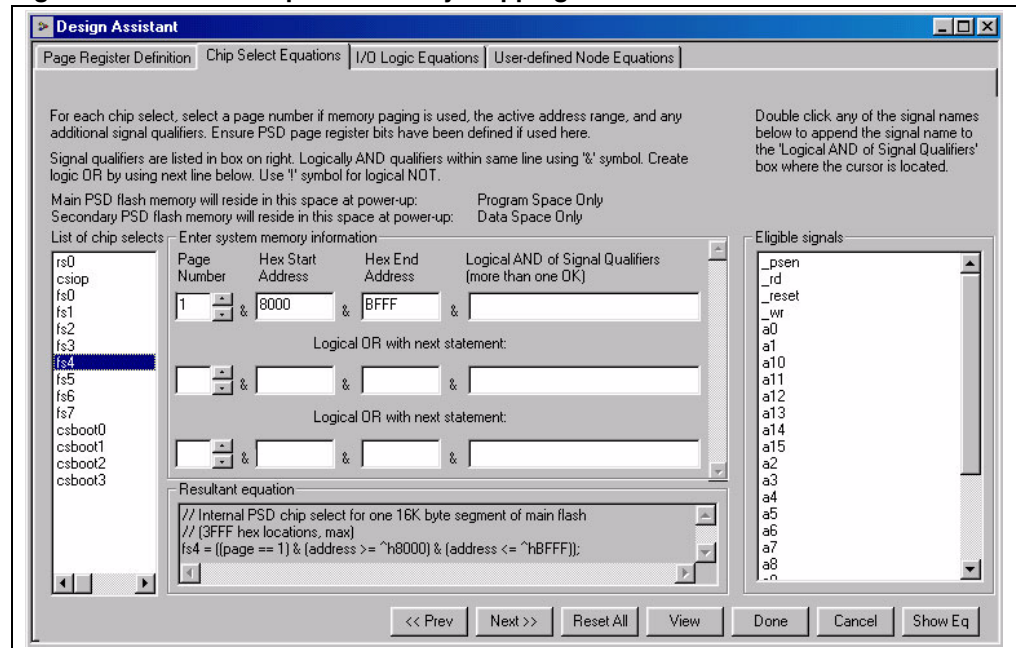 Design Assistant
Page Register Definition Chip Select Equations I/O Logic Equations User-defined Node Equations
For each chip select, select a page number if memory paging is used, the active address range, and any
additional signal qualifiers. Ensure PSD page register bits have been defined if used here.
Signal qualifiers are listed in box on right. Logically AND qualifiers within same line using '&' symbol. Create
logic OR by using next line below. Use '!' symbol for logical NOT.
Main PSD flash memory will reside in this space at power-up: Program Space Only
Secondary PSD flash memory will reside in this space at power-up: Data Space Only
Double click any of the signal names
below to append the signal name to
the 'Logical AND of Signal Qualifiers'
box where the cursor is located.
List of chip selects
rs0
csiop
fs0
fs1
fs2
fs3
fs4
fs5
fs6
fs7
csboot0
csboot1
csboot2
csboot3
Enter system memory information
Page Number
Hex Start Address
Hex End Address
Logical AND of Signal Qualifiers
(more than one OK)
1 & 8000 & BFFF &
Logical OR with next statement:
& & &
Logical OR with next statement:
& & &
Resultant equation
// Internal PSD chip select for one 16K byte segment of main flash
// (3FFF hex locations, max)
fs4 = ((page == 1) & (address >= ^h8000) & (address <= ^hBFFF));
Eligible signals
_psen
_rd
_reset
_wr
a0
a1
a10
a11
a12
a13
a14
a15
a2
a3
a4
a5
a6
a7
a8
<< Prev Next >> Reset All View Done Cancel Show Eq